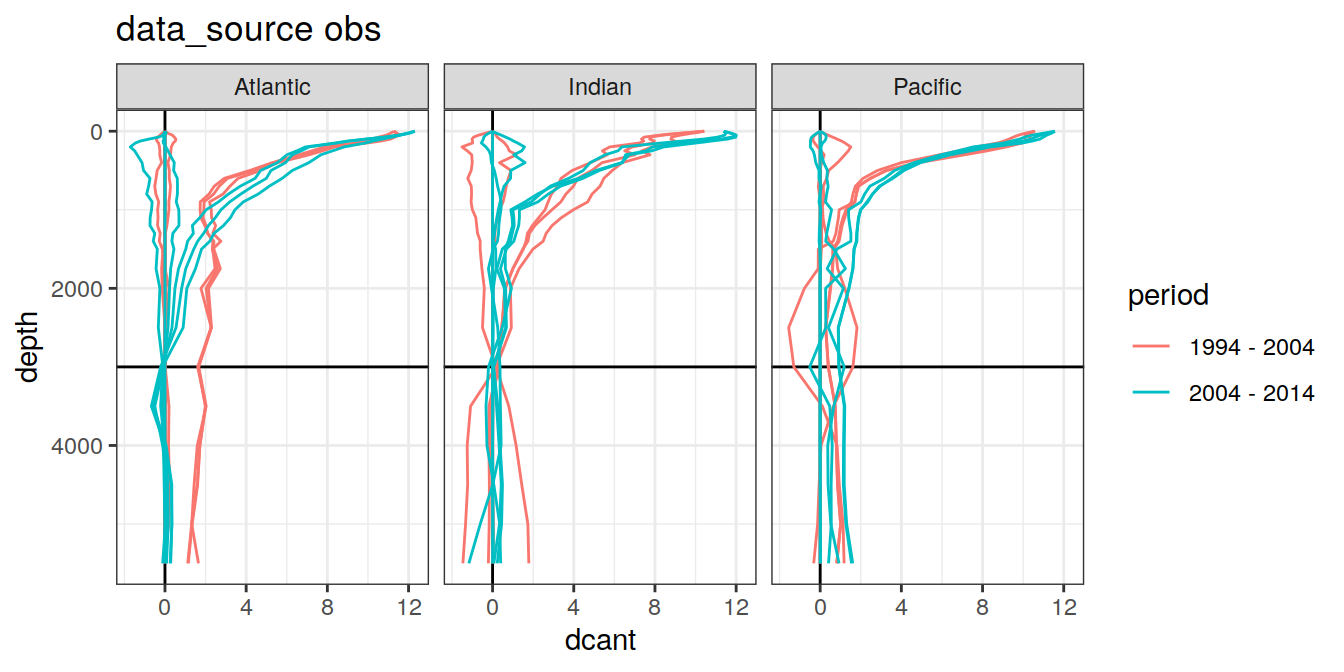 data_source obs
Atlantic
Indian
Pacific
0
2000
4000
depth
0 4 8 12
0 4 8 12
0 4 8 12
dcant
period
1994 - 2004
2004 - 2014